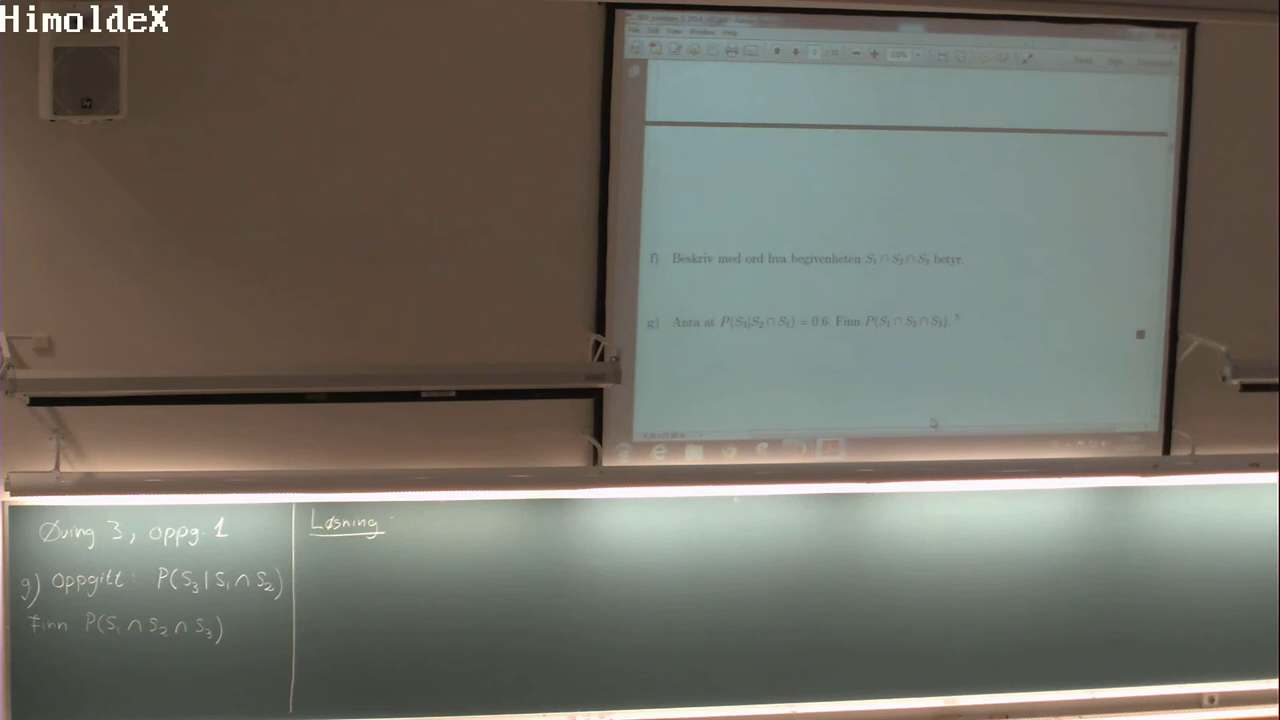 HimoldeX
f) Beskriv med ord hva begivenheten S₁ ∩ S₂ ∩ S₃ betyr.
g) Anta at P(S₃|S₂ ∩ S₁) = 0.6. Finn P(S₁ ∩ S₂ ∩ S₃).
Øving 3, oppg. 1
g) Oppgitt: P(S₃ | S₁ ∩ S₂)
Finn P(S₁ ∩ S₂ ∩ S₃)
Løsning: